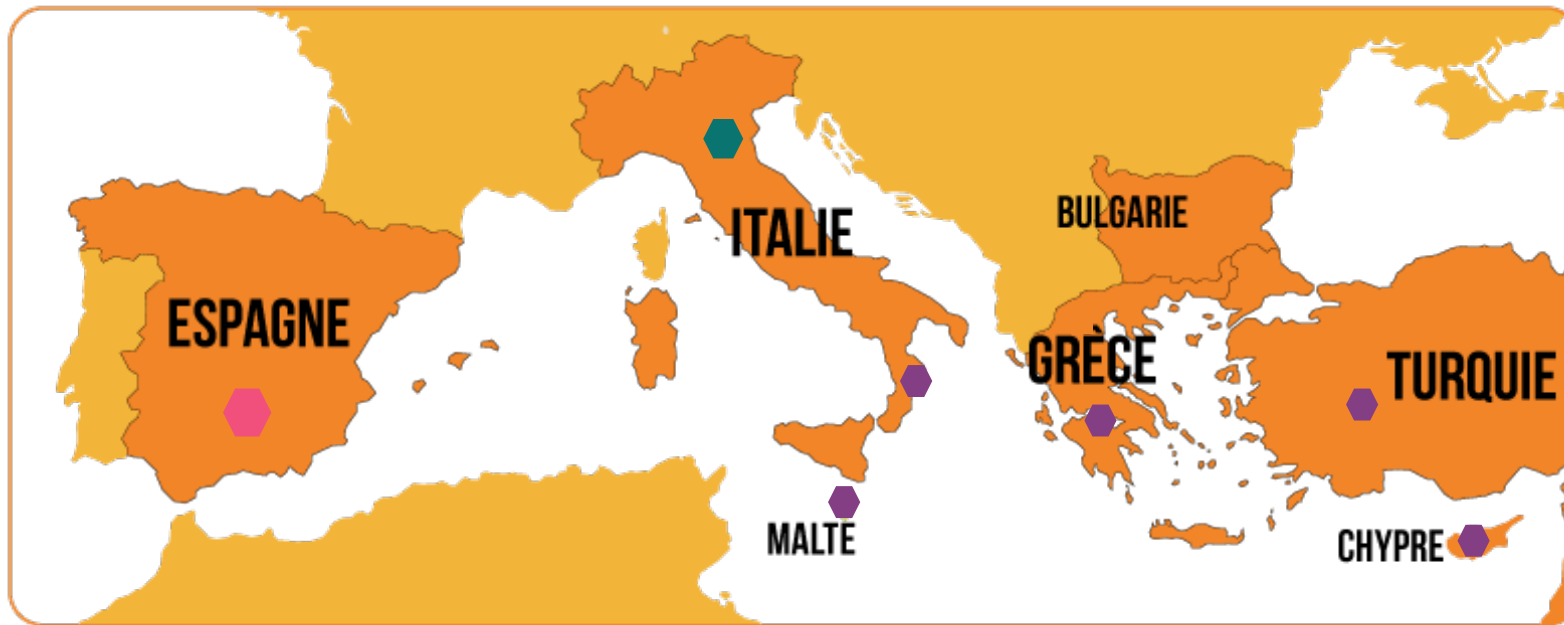 BULGARIE
ITALIE
ESPAGNE
GRÈCE
TURQUIE
MALTE
CHYPRE